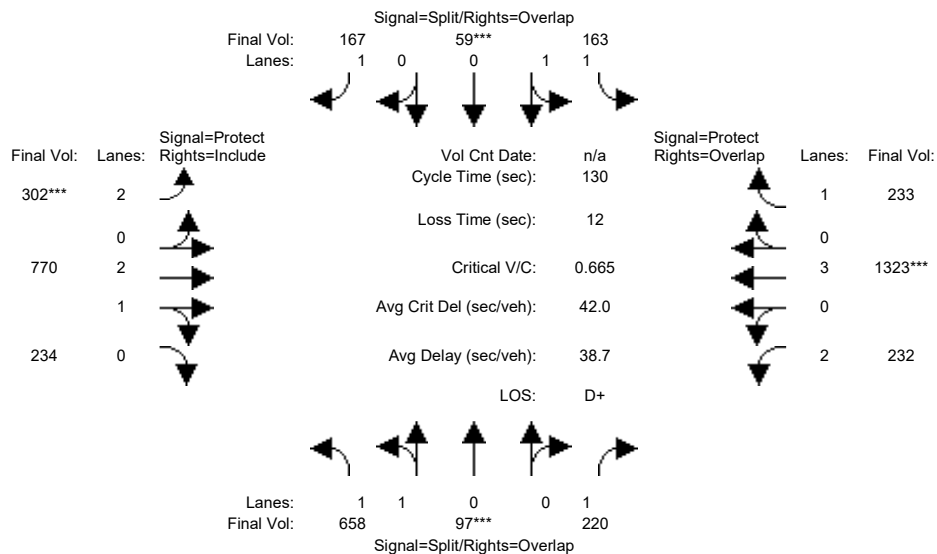 Signal=Split/Rights=Overlap
Final Vol: 167 59*** 163
Lanes: 1 0 0 1 1
Signal=Protect
Final Vol: Lanes: Rights=Include
Vol Cnt Date: n/a
Signal=Protect
Rights=Overlap Lanes: Final Vol:
Cycle Time (sec): 130
302*** 2
1 233
Loss Time (sec): 12
0
0
770 2
Critical V/C: 0.665
3 1323***
1
Avg Crit Del (sec/veh): 42.0
0
234 0
Avg Delay (sec/veh): 38.7
2 232
LOS: D+
Lanes: 1 1 0 0 1
Final Vol: 658 97*** 220
Signal=Split/Rights=Overlap